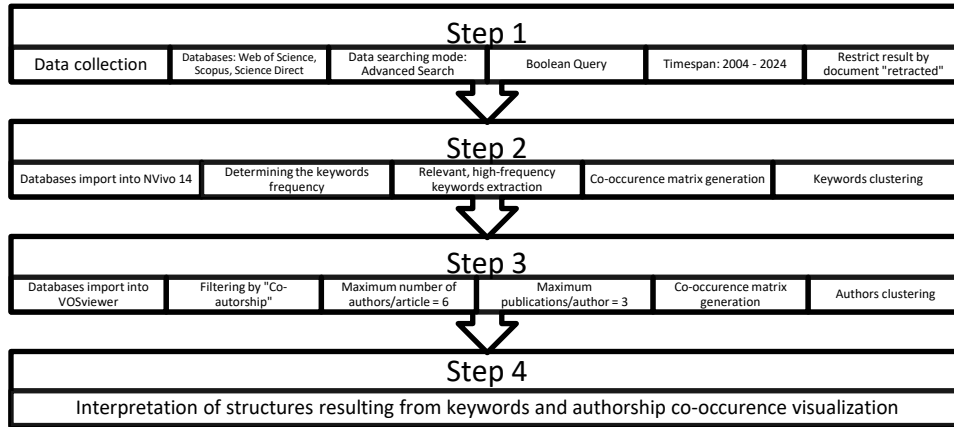 Step 1
Data collection
Databases: Web of Science,
Scopus, Science Direct
Data searching mode:
Advanced Search
Boolean Query
Timespan: 2004 - 2024
Restrict result by
document "retracted"
Step 2
Databases import into NVivo 14
Determining the keywords
frequency
Relevant, high-frequency
keywords extraction
Co-occurence matrix generation
Keywords clustering
Step 3
Databases import into
VOSviewer
Filtering by "Co-
autorship"
Maximum number of
authors/article = 6
Maximum
publications/author = 3
Co-occurence matrix
generation
Authors clustering
Step 4
Interpretation of structures resulting from keywords and authorship co-occurence visualization